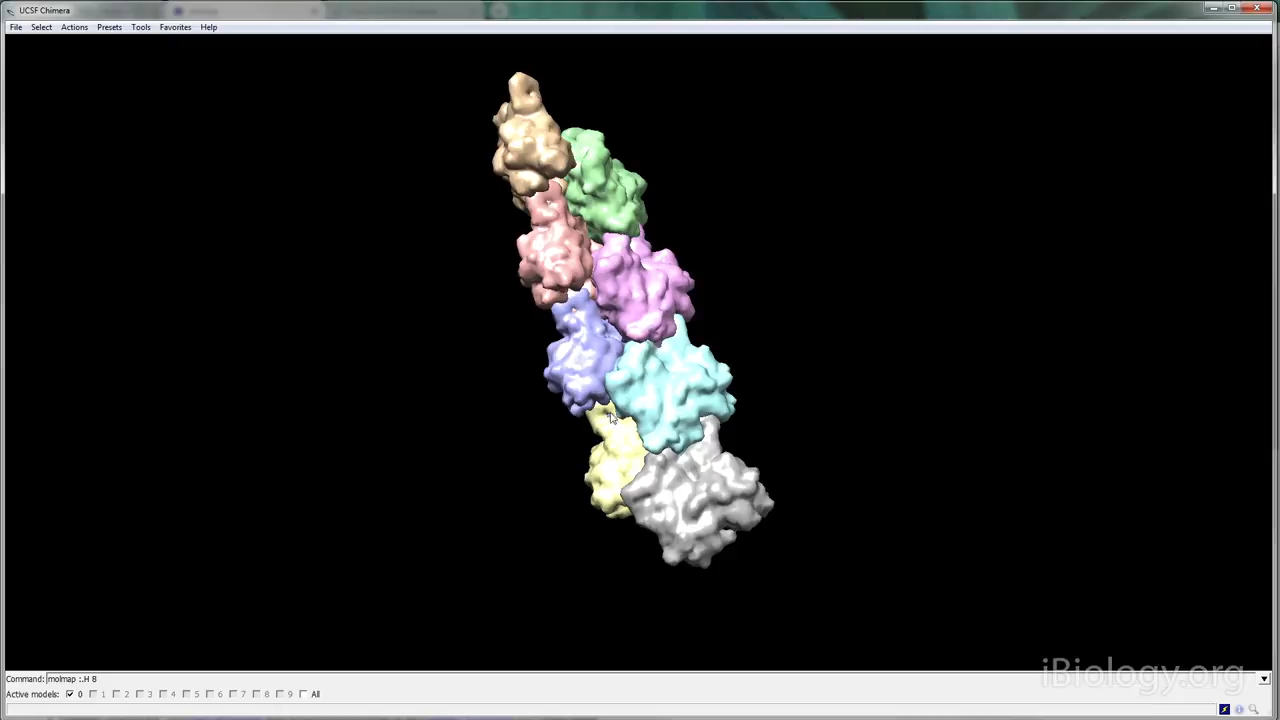 UCSF Chimera
File Select Actions Presets Tools Favorites Help
Command: molmap :.H 8
Active models: 0 1 2 3 4 5 6 7 8 9 All
iBiology.org